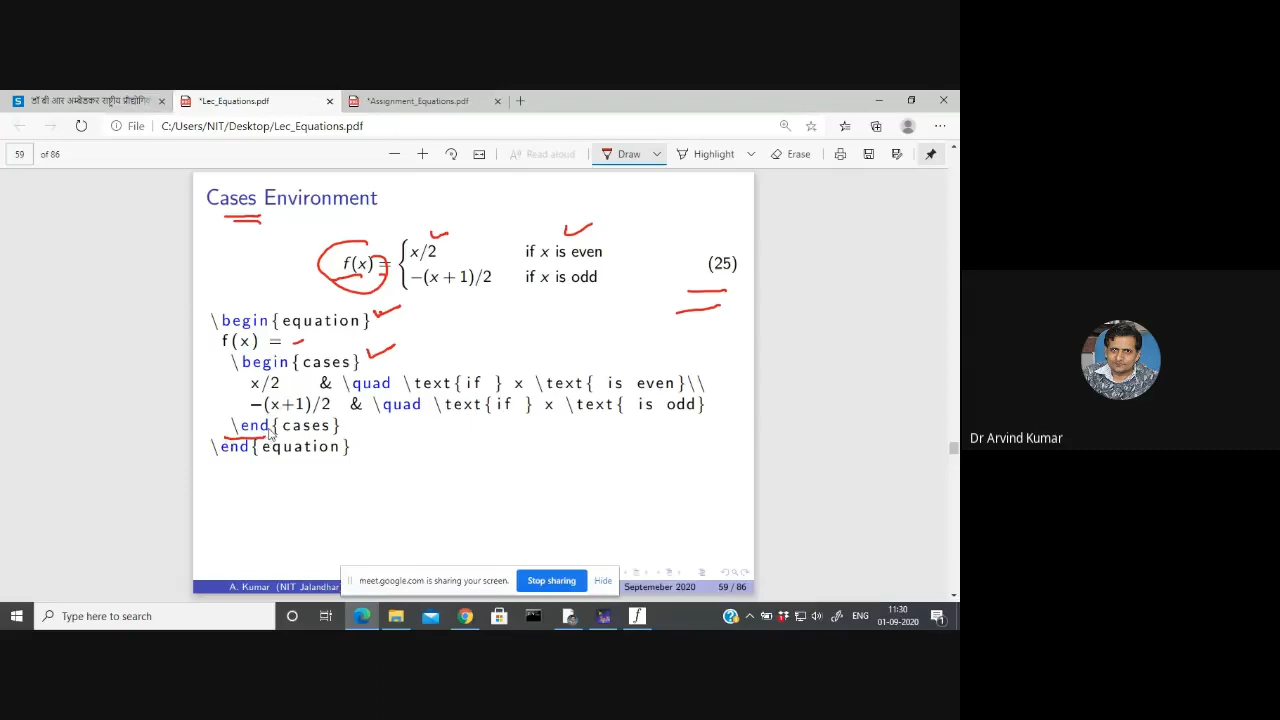 डॉ बी आर अम्बेडकर राष्ट्रीय प्रौद्योगिकी
*Lec_Equations.pdf
*Assignment_Equations.pdf
File
C:/Users/NIT/Desktop/Lec_Equations.pdf
59 of 86
Read aloud
Draw
Highlight
Erase
Cases Environment
f(x) = { x/2 if x is even
−(x + 1)/2 if x is odd
(25)
\begin{equation}
f(x) =
\begin{cases}
x/2 & \quad \text{if } x \text{ is even}\\
−(x+1)/2 & \quad \text{if } x \text{ is odd}
\end{cases}
\end{equation}
Dr Arvind Kumar
meet.google.com is sharing your screen.
Stop sharing
Hide
A. Kumar (NIT Jalandhar
Septemeber 2020
59 / 86
Type here to search
ENG
11:30
01-09-2020
1